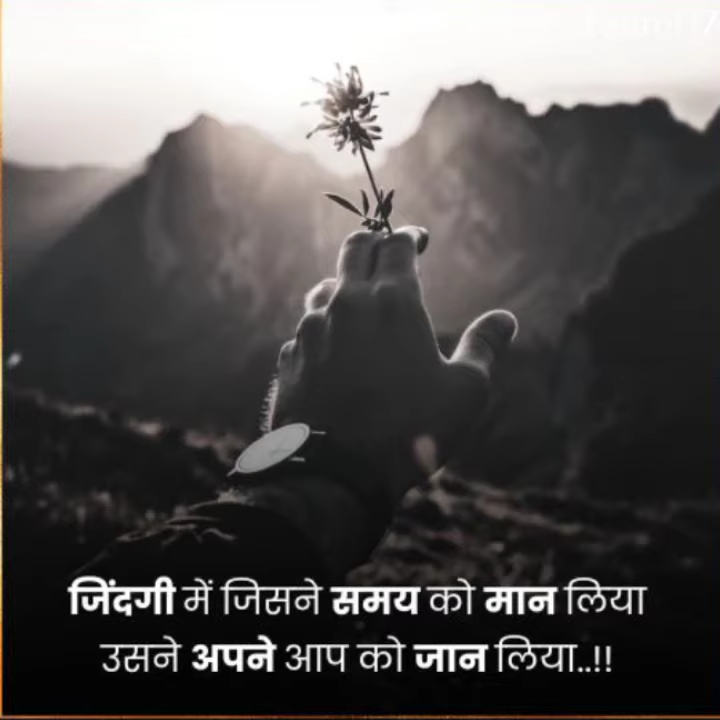 जिंदगी में जिसने समय को मान लिया
उसने अपने आप को जान लिया..!!